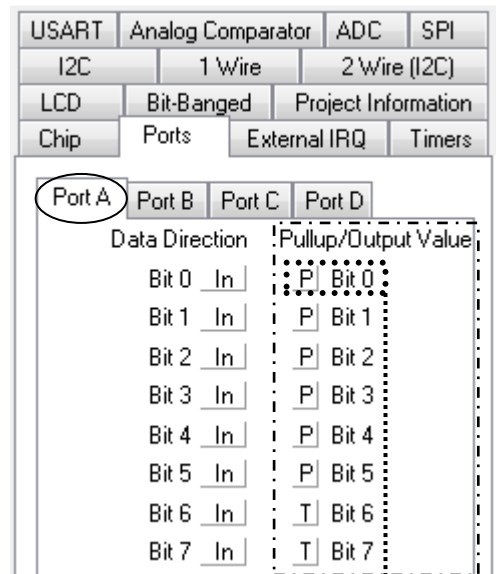 USART Analog Comparator ADC SPI
I2C 1 Wire 2 Wire (I2C)
LCD Bit-Banged Project Information
Chip Ports External IRQ Timers
Port A Port B Port C Port D
Data Direction Pullup/Output Value
Bit 0 In P Bit 0
Bit 1 In P Bit 1
Bit 2 In P Bit 2
Bit 3 In P Bit 3
Bit 4 In P Bit 4
Bit 5 In P Bit 5
Bit 6 In T Bit 6
Bit 7 In T Bit 7